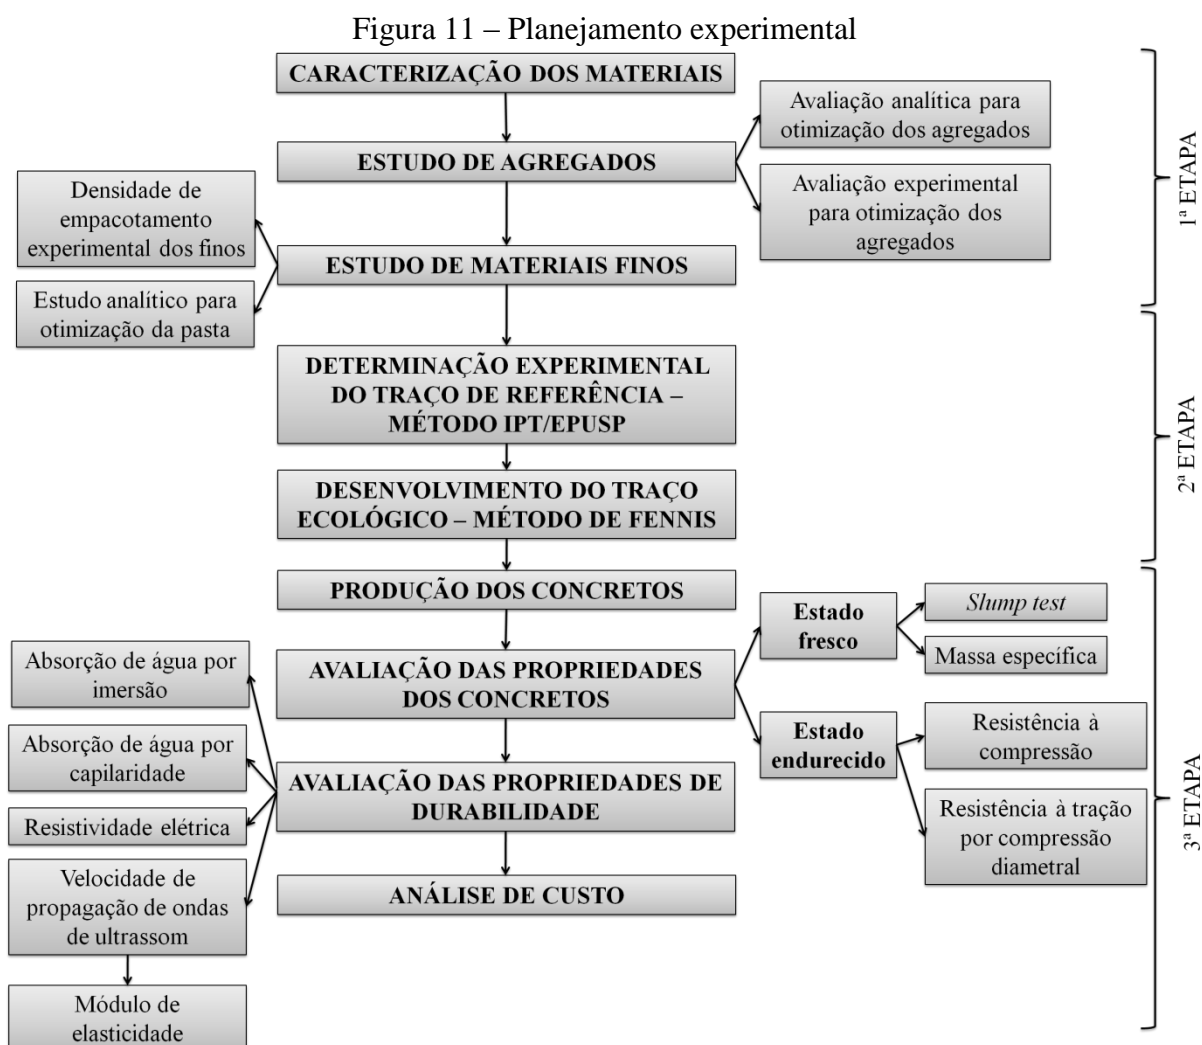 Figura 11 – Planejamento experimental
CARACTERIZAÇÃO DOS MATERIAIS
ESTUDO DE AGREGADOS
Avaliação analítica para
otimização dos agregados
Avaliação experimental
para otimização dos
agregados
1ª ETAPA
Densidade de
empacotamento
experimental dos finos
ESTUDO DE MATERIAIS FINOS
Estudo analítico para
otimização da pasta
DETERMINAÇÃO EXPERIMENTAL
DO TRAÇO DE REFERÊNCIA –
MÉTODO IPT/EPUSP
2ª ETAPA
DESENVOLVIMENTO DO TRAÇO
ECOLÓGICO – MÉTODO DE FENNIS
PRODUÇÃO DOS CONCRETOS
AVALIAÇÃO DAS PROPRIEDADES
DOS CONCRETOS
Estado
fresco
Slump test
Massa específica
Estado
endurecido
Resistência à
compressão
Resistência à tração
por compressão
diametral
3ª ETAPA
Absorção de água por
imersão
Absorção de água por
capilaridade
AVALIAÇÃO DAS PROPRIEDADES DE
DURABILIDADE
Resistividade elétrica
Velocidade de
propagação de ondas
de ultrassom
Módulo de
elasticidade
ANÁLISE DE CUSTO